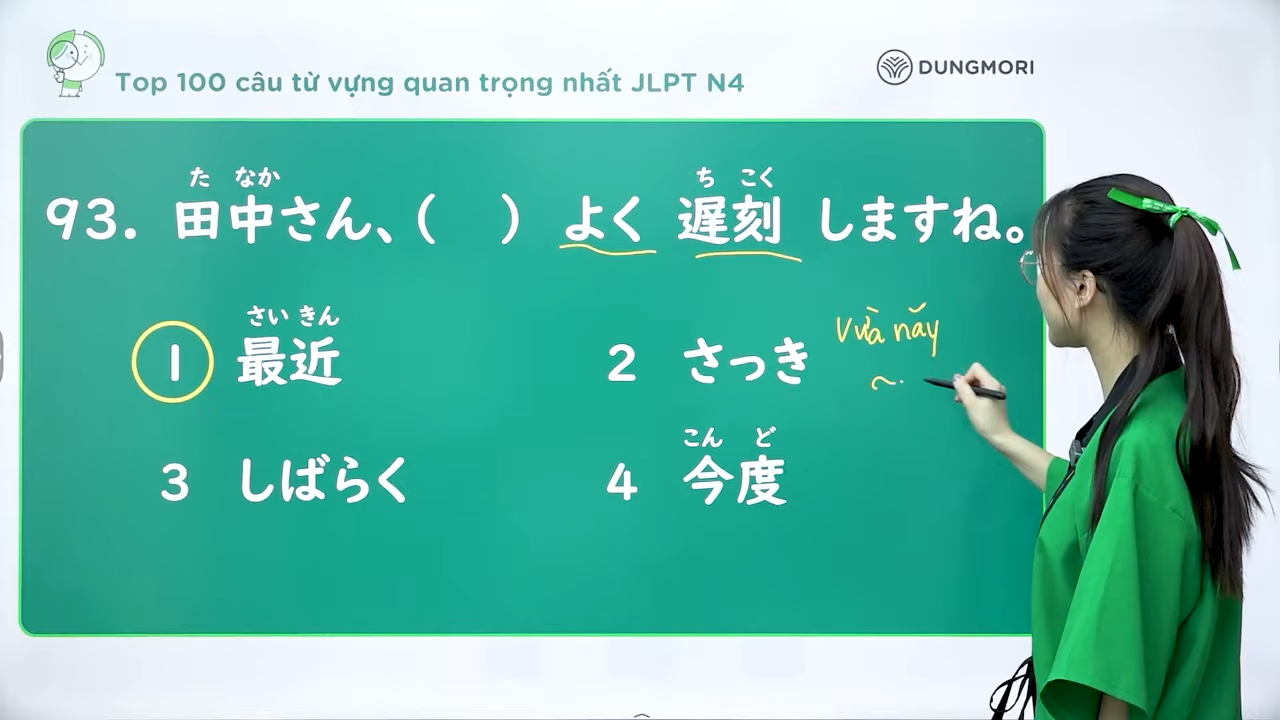 Top 100 câu từ vựng quan trọng nhất JLPT N4
DUNGMORI
た なか ち こく
93. 田中さん、( ) よく 遅刻 しますね。
さい きん
1 最近
2 さっき
vừa nãy
3 しばらく
こん ど
4 今度